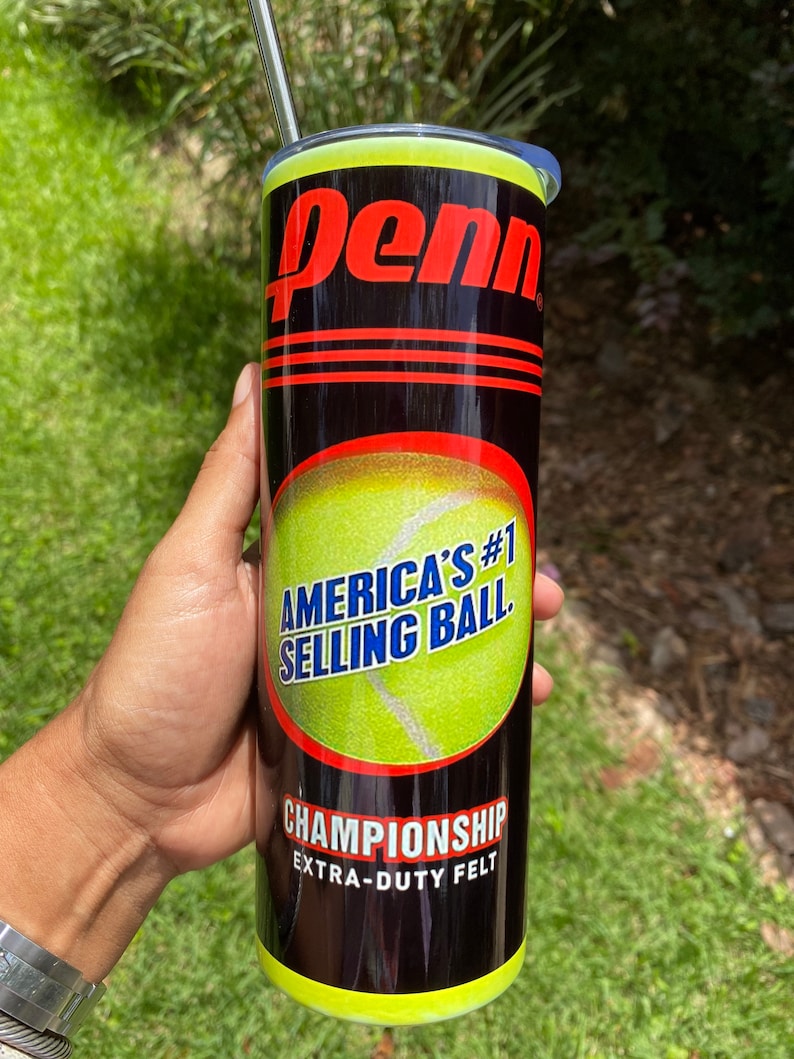 Penn®
AMERICA'S #1
SELLING BALL.
CHAMPIONSHIP
EXTRA-DUTY FELT